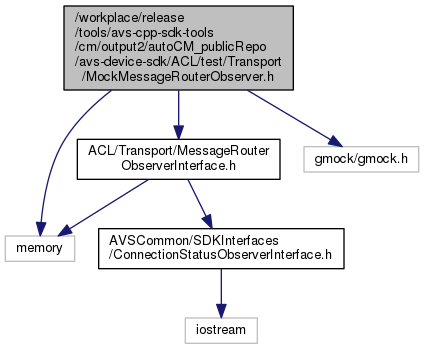 /workplace/release
/tools/avs-cpp-sdk-tools
/cm/output2/autoCM_publicRepo
/avs-device-sdk/ACL/test/Transport
/MockMessageRouterObserver.h
ACL/Transport/MessageRouter
ObserverInterface.h
gmock/gmock.h
memory
AVSCommon/SDKInterfaces
/ConnectionStatusObserverInterface.h
iostream